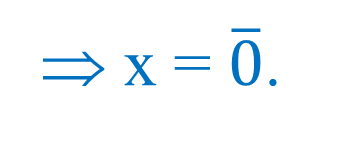 ⇒ x = 0̅.